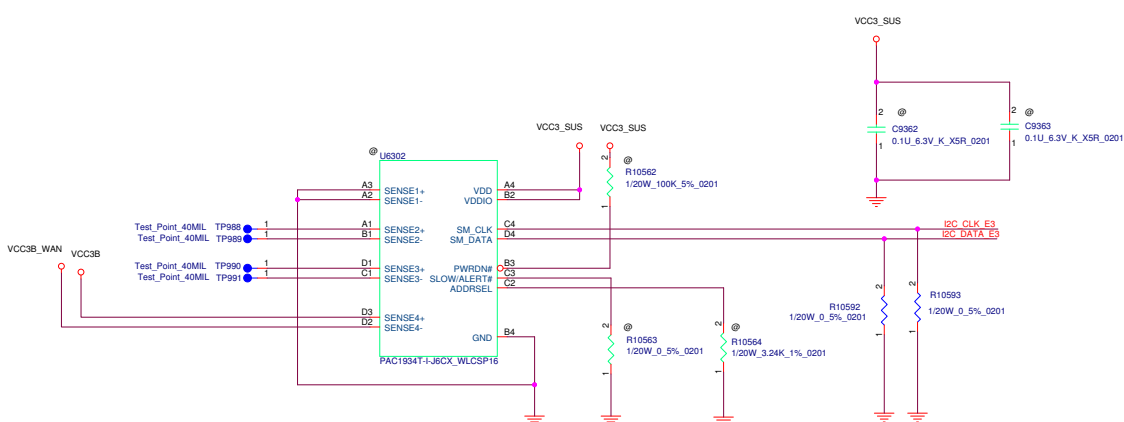 VCC3_SUS
2
@
C9362
0.1U_6.3V_K_X5R_0201
1
2
@
C9363
0.1U_6.3V_K_X5R_0201
1
VCC3_SUS
VCC3_SUS
@
U6302
2
@
R10562
1/20W_100K_5%_0201
1
A3
SENSE1+
A2
SENSE1-
VDD
A4
VDDIO
B2
Test_Point_40MIL TP988
1
A1
SENSE2+
Test_Point_40MIL TP989
1
B1
SENSE2-
SM_CLK
C4
I2C_CLK_E3
SM_DATA
D4
I2C_DATA_E3
VCC3B_WAN
VCC3B
Test_Point_40MIL TP990
1
D1
SENSE3+
Test_Point_40MIL TP991
1
C1
SENSE3-
PWRDN#
B3
SLOW/ALERT#
C3
ADDRSEL
C2
D3
SENSE4+
D2
SENSE4-
GND
B4
PAC1934T-I-J6CX_WLCSP16
2
@
R10563
1/20W_0_5%_0201
1
2
@
R10564
1/20W_3.24K_1%_0201
1
2
R10592
1/20W_0_5%_0201
1
2
R10593
1/20W_0_5%_0201
1